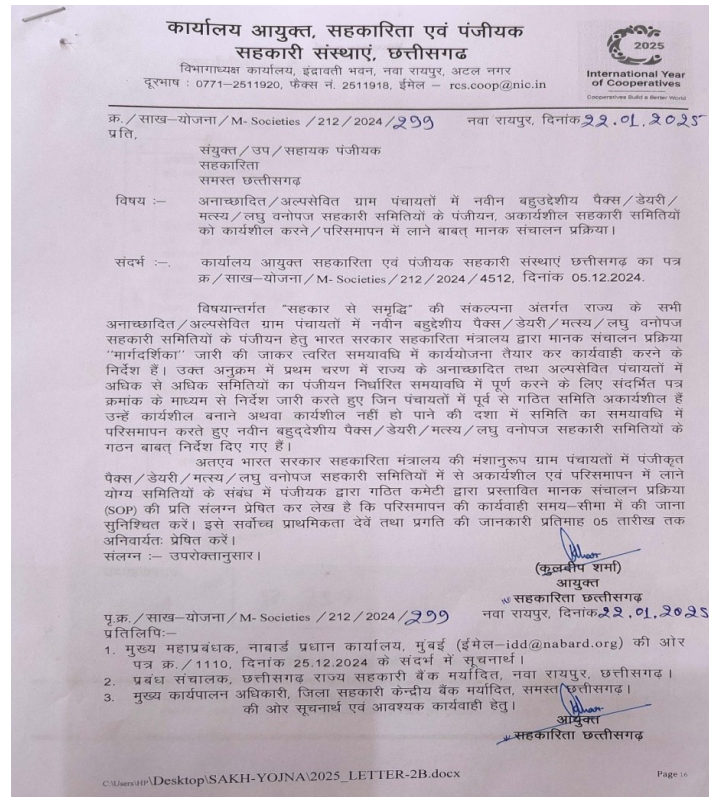 कार्यालय आयुक्त, सहकारिता एवं पंजीयक
सहकारी संस्थाएं, छत्तीसगढ
विभागाध्यक्ष कार्यालय, इंद्रावती भवन, नवा रायपुर, अटल नगर
दूरभाष : 0771-2511920, फैक्स नं. 2511918, ईमेल – rcs.coop@nic.in
2025
International Year
of Cooperatives
Cooperatives Build a Better World
क्र./साख–योजना/M- Societies /212/2024/299 नवा रायपुर, दिनांक 22.01.2025
प्रति,
संयुक्त/उप/सहायक पंजीयक
सहकारिता
समस्त छत्तीसगढ़
विषय :– अनाच्छादित/अल्पसेवित ग्राम पंचायतों में नवीन बहुउद्देशीय पैक्स/डेयरी/
मत्स्य/लघु वनोपज सहकारी समितियों के पंजीयन, अकार्यशील सहकारी समितियों
को कार्यशील करने/परिसमापन में लाने बाबत् मानक संचालन प्रक्रिया।
संदर्भ :–. कार्यालय आयुक्त सहकारिता एवं पंजीयक सहकारी संस्थाएं छत्तीसगढ़ का पत्र
क्र/साख–योजना/M- Societies/212/2024/4512, दिनांक 05.12.2024.
विषयान्तर्गत "सहकार से समृद्धि" की संकल्पना अंतर्गत राज्य के सभी
अनाच्छादित/अल्पसेवित ग्राम पंचायतों में नवीन बहुद्देशीय पैक्स/डेयरी/मत्स्य/लघु वनोपज
सहकारी समितियों के पंजीयन हेतु भारत सरकार सहकारिता मंत्रालय द्वारा मानक संचालन प्रक्रिया
''मार्गदर्शिका'' जारी की जाकर त्वरित समयावधि में कार्ययोजना तैयार कर कार्यवाही करने के
निर्देश हैं। उक्त अनुक्रम में प्रथम चरण में राज्य के अनाच्छादित तथा अल्पसेवित पंचायतों में
अधिक से अधिक समितियों का पंजीयन निर्धारित समयावधि में पूर्ण करने के लिए संदर्भित पत्र
क्रमांक के माध्यम से निर्देश जारी करते हुए जिन पंचायतों में पूर्व से गठित समिति अकार्यशील हैं
उन्हें कार्यशील बनाने अथवा कार्यशील नहीं हो पाने की दशा में समिति का समयावधि में
परिसमापन करते हुए नवीन बहुद्देशीय पैक्स/डेयरी/मत्स्य/लघु वनोपज सहकारी समितियों के
गठन बाबत् निर्देश दिए गए हैं।
अतएव भारत सरकार सहकारिता मंत्रालय की मंशानुरूप ग्राम पंचायतों में पंजीकृत
पैक्स/डेयरी/मत्स्य/लघु वनोपज सहकारी समितियों में से अकार्यशील एवं परिसमापन में लाने
योग्य समितियों के संबंध में पंजीयक द्वारा गठित कमेटी द्वारा प्रस्तावित मानक संचालन प्रक्रिया
(SOP) की प्रति संलग्न प्रेषित कर लेख है कि परिसमापन की कार्यवाही समय–सीमा में की जाना
सुनिश्चित करें। इसे सर्वोच्च प्राथमिकता देवें तथा प्रगति की जानकारी प्रतिमाह 05 तारीख तक
अनिवार्यतः प्रेषित करें।
संलग्न :– उपरोक्तानुसार।
(कुलदीप शर्मा)
आयुक्त
सहकारिता छत्तीसगढ़
पृ.क्र./साख–योजना/M- Societies/212/2024/299 नवा रायपुर, दिनांक 22.01.2025
प्रतिलिपिः–
1. मुख्य महाप्रबंधक, नाबार्ड प्रधान कार्यालय, मुंबई (ईमेल–idd@nabard.org) की ओर
पत्र क्र./1110, दिनांक 25.12.2024 के संदर्भ में सूचनार्थ।
2. प्रबंध संचालक, छत्तीसगढ़ राज्य सहकारी बैंक मर्यादित, नवा रायपुर, छत्तीसगढ़।
3. मुख्य कार्यपालन अधिकारी, जिला सहकारी केन्द्रीय बैंक मर्यादित, समस्त छत्तीसगढ़।
की ओर सूचनार्थ एवं आवश्यक कार्यवाही हेतु।
आयुक्त
सहकारिता छत्तीसगढ़
C:\Users\HP\Desktop\SAKH-YOJNA\2025_LETTER-2B.docx Page 16